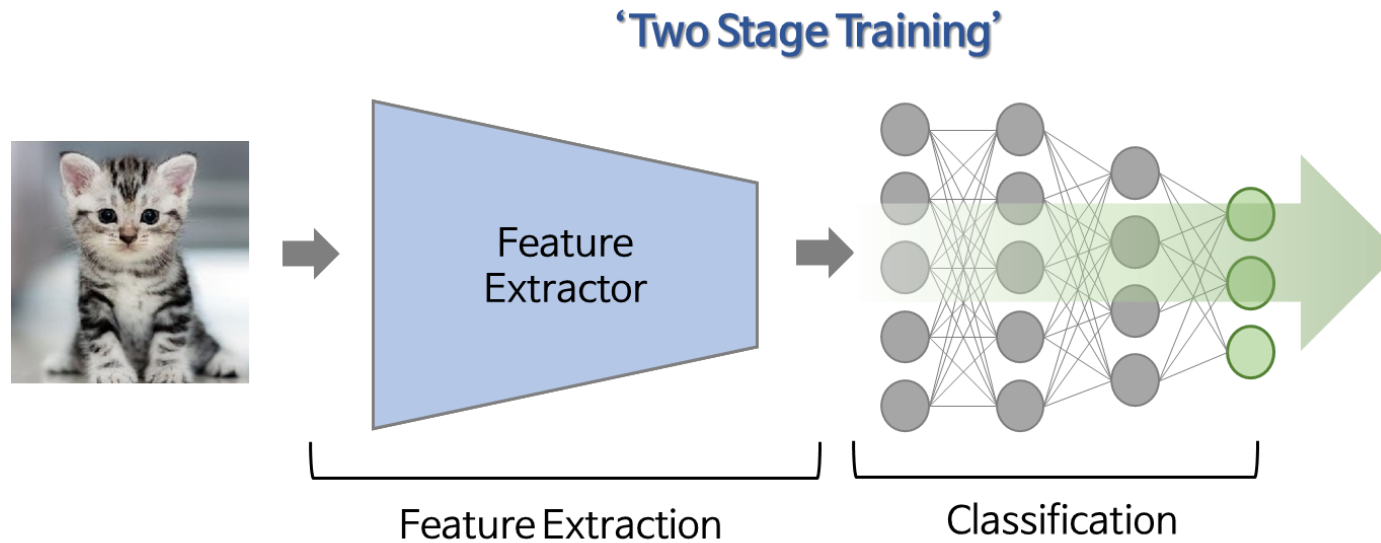 ‘Two Stage Training’
Feature
Extractor
Feature Extraction
Classification